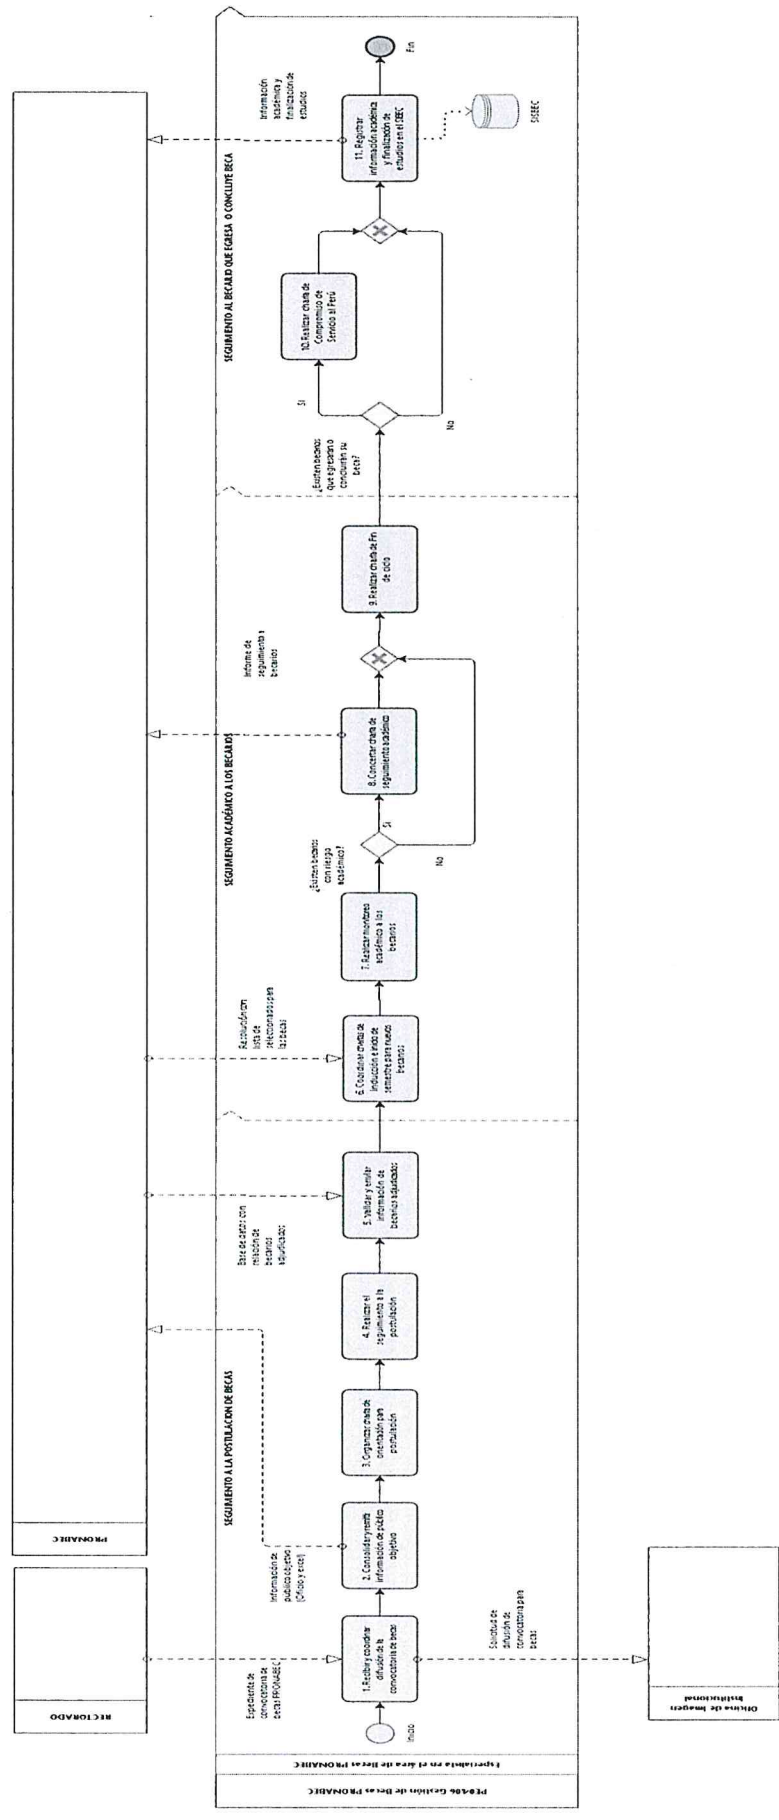 PRONABEC
RECTORADO
Oficina de Imagen
Institucional
PE0406 Gestión de Becas PRONABEC
Especialista en el área de Becas PRONABEC
SEGUIMIENTO A LA POSTULACION DE BECAS
Inicio
Expediente de
convocatoria de
becas PRONABEC
1. Recibir y coordinar
difusión de la
convocatoria de becas
Solicitud de
difusión de
convocatoria para
becas
Información de
público objetivo
(Oficio y excel)
2. Consolidar y remitir
información de público
objetivo
3. Organizar charla de
orientación para
postulación
4. Realizar el
seguimiento a la
postulación
Base de datos con
relación de
becarios
adjudicados
5. Validar y enviar
información de
becarios adjudicados
SEGUIMIENTO ACADÉMICO A LOS BECARIOS
Resolución con
lista de
seleccionados para
las becas
6. Coordinar charlas de
inducción e inicio de
semestre para nuevos
becarios
7. Realizar monitoreo
académico a los
becarios
¿Existen becarios
con riesgo
académico?
Si
No
8. Concertar charla de
seguimiento académico
Informe de
seguimiento a
becarios
9. Realizar charla de Fin
de ciclo
SEGUIMIENTO AL BECARIO QUE EGRESA O CONCLUYE BECA
¿Existen becarios
que egresarán o
concluirán su
beca?
Si
No
10. Realizar charla de
Compromiso de
Servicio al Perú
Información
académica y
finalización de
estudios
11. Registrar
información académica
y finalización de
estudios en el SIBEC
SISEEC
Fin